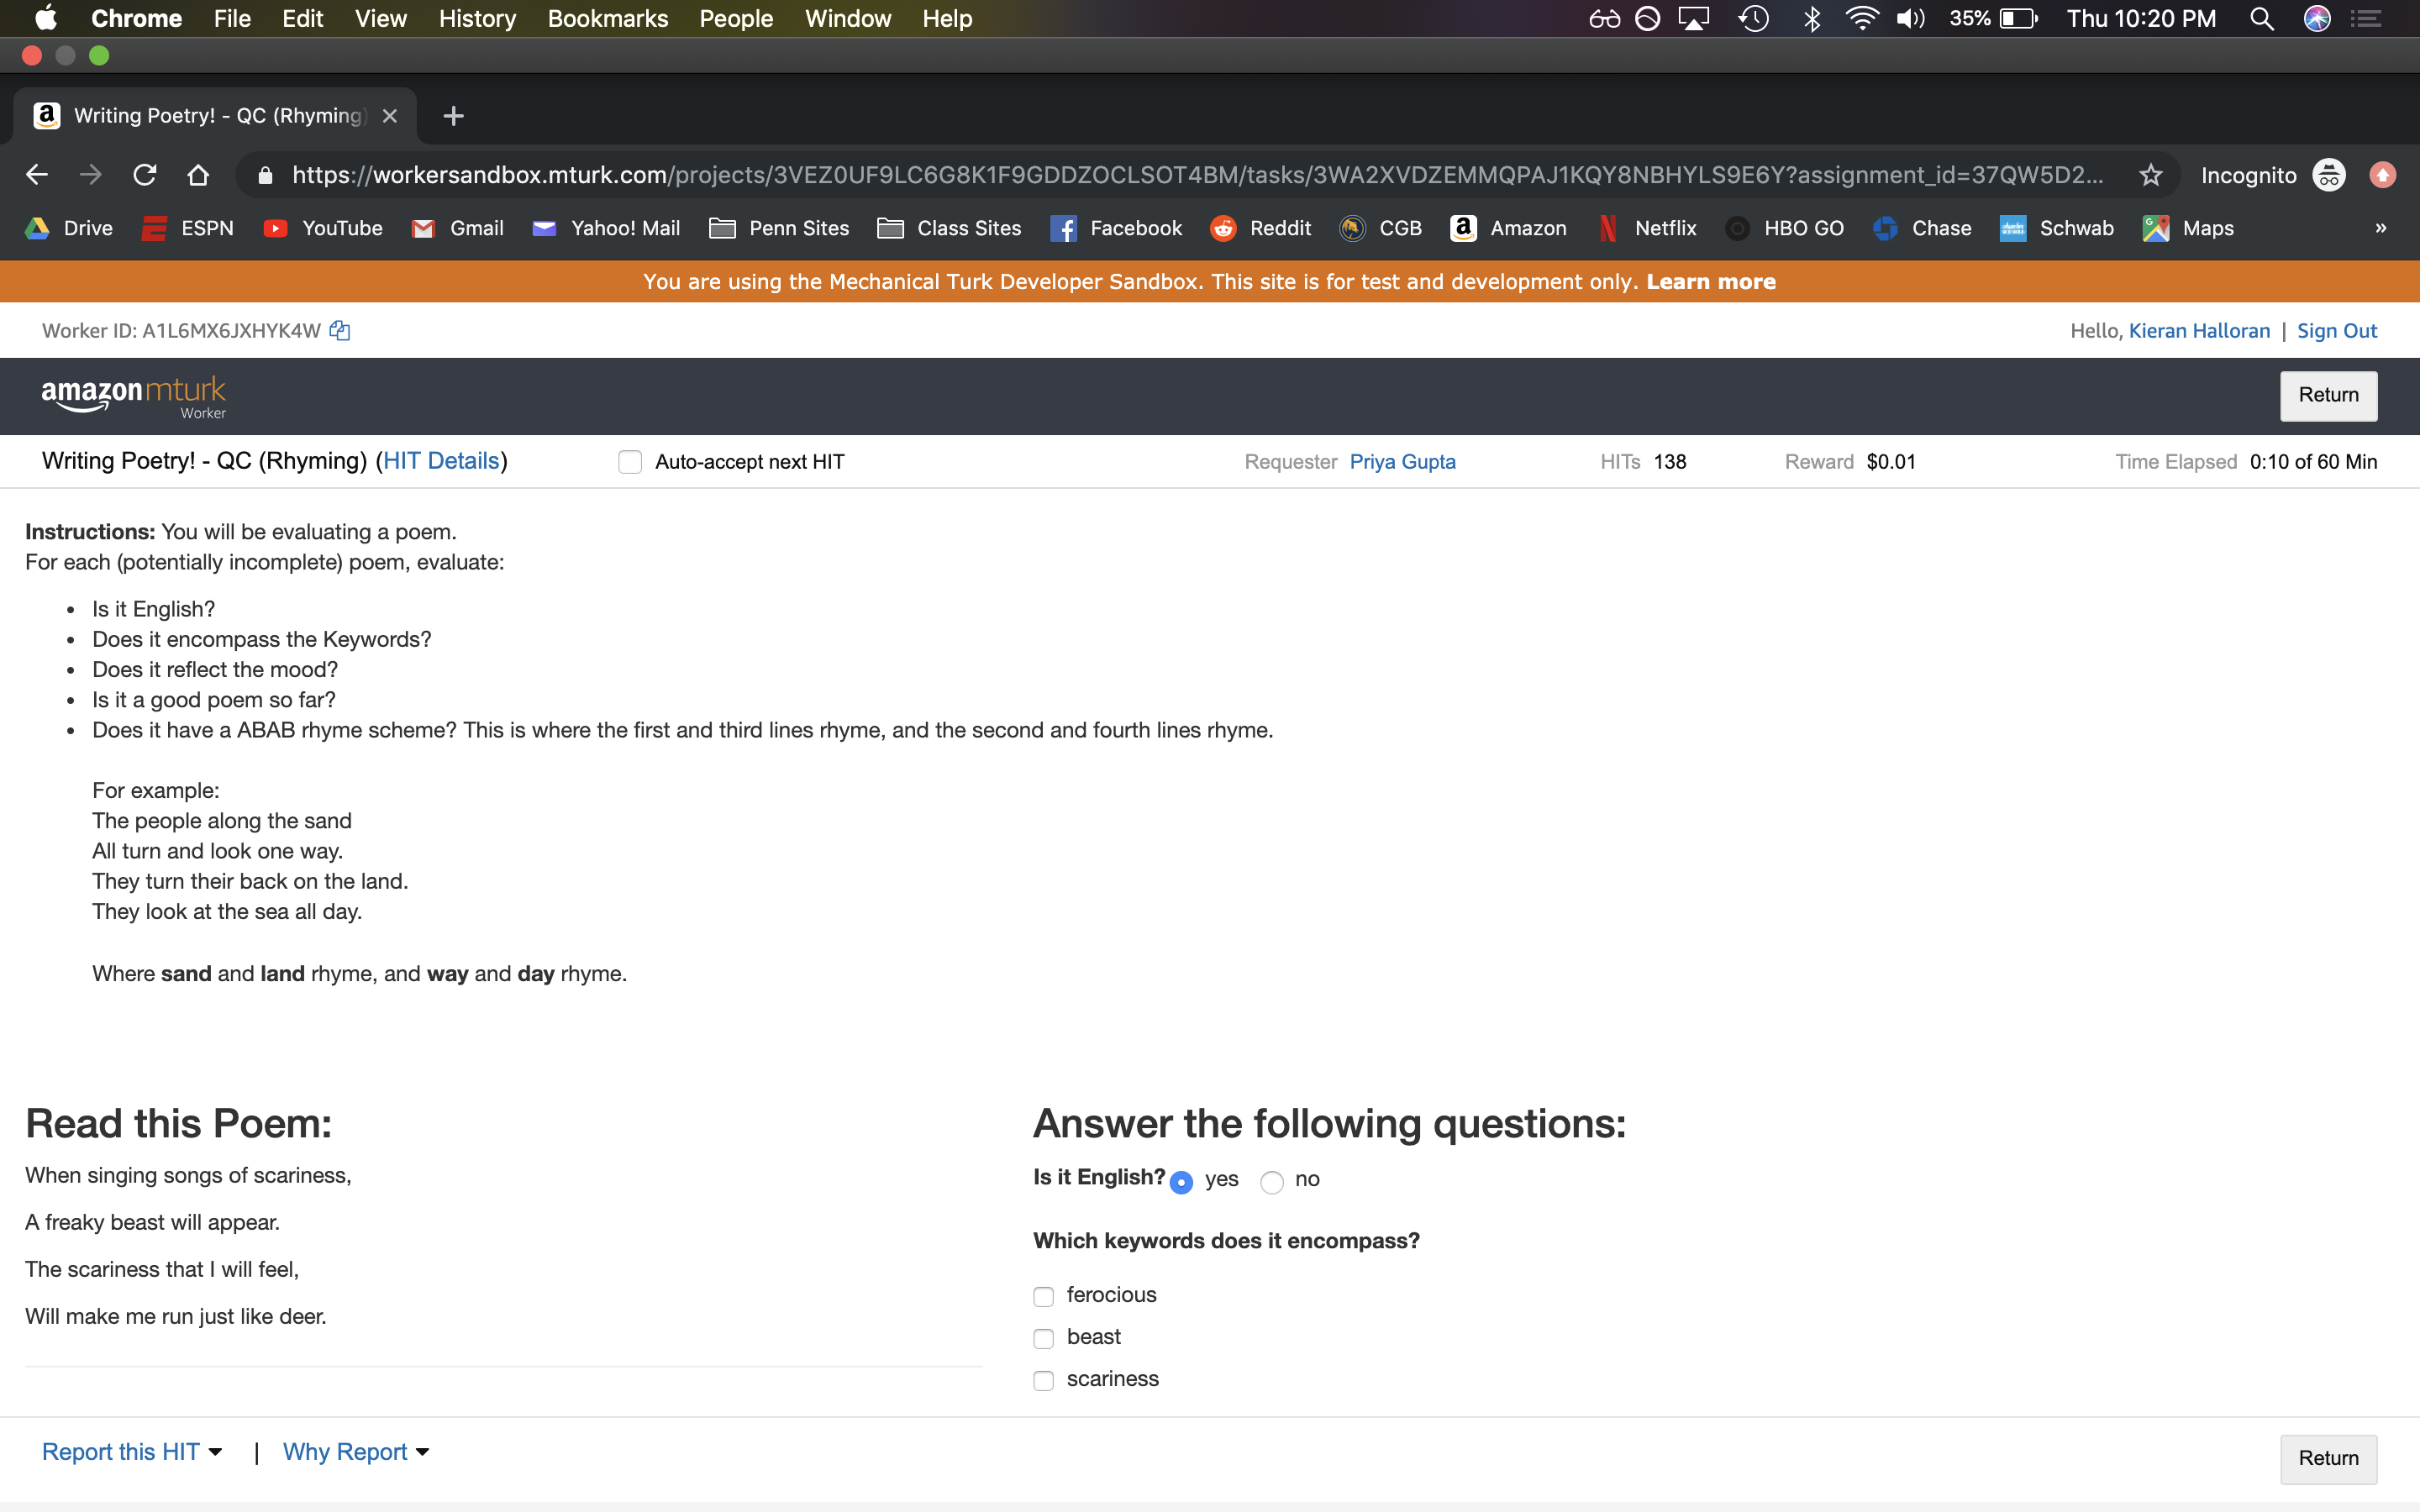 Chrome File Edit View History Bookmarks People Window Help 35% Thu 10:20 PM
Writing Poetry! - QC (Rhyming)
https://workersandbox.mturk.com/projects/3VEZ0UF9LC6G8K1F9GDDZOCLSOT4BM/tasks/3WA2XVDZEMMQPAJ1KQY8NBHYLS9E6Y?assignment_id=37QW5D2... Incognito
Drive ESPN YouTube Gmail Yahoo! Mail Penn Sites Class Sites Facebook Reddit CGB Amazon Netflix HBO GO Chase Schwab Maps »
You are using the Mechanical Turk Developer Sandbox. This site is for test and development only. Learn more
Worker ID: A1L6MX6JXHYK4W Hello, Kieran Halloran | Sign Out
amazon mturk Return
Worker
Writing Poetry! - QC (Rhyming) (HIT Details) Auto-accept next HIT Requester Priya Gupta HITs 138 Reward $0.01 Time Elapsed 0:10 of 60 Min
Instructions: You will be evaluating a poem.
For each (potentially incomplete) poem, evaluate:
• Is it English?
• Does it encompass the Keywords?
• Does it reflect the mood?
• Is it a good poem so far?
• Does it have a ABAB rhyme scheme? This is where the first and third lines rhyme, and the second and fourth lines rhyme.
For example:
The people along the sand
All turn and look one way.
They turn their back on the land.
They look at the sea all day.
Where sand and land rhyme, and way and day rhyme.
Read this Poem:
When singing songs of scariness,
A freaky beast will appear.
The scariness that I will feel,
Will make me run just like deer.
Answer the following questions:
Is it English? yes no
Which keywords does it encompass?
ferocious
beast
scariness
Report this HIT | Why Report Return